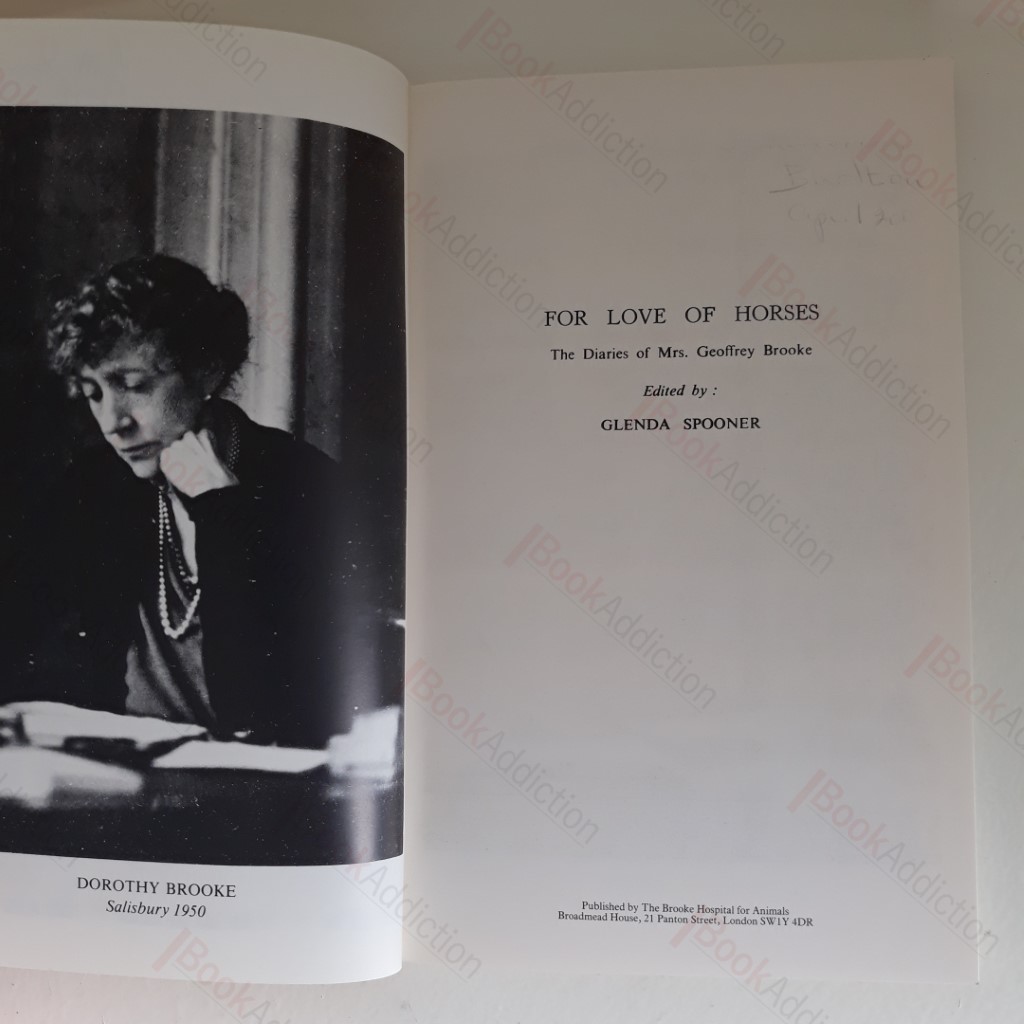 DOROTHY BROOKE
Salisbury 1950
FOR LOVE OF HORSES
The Diaries of Mrs. Geoffrey Brooke
Edited by :
GLENDA SPOONER
Published by The Brooke Hospital for Animals
Broadmead House, 21 Panton Street, London SW1Y 4DR
BookAddiction